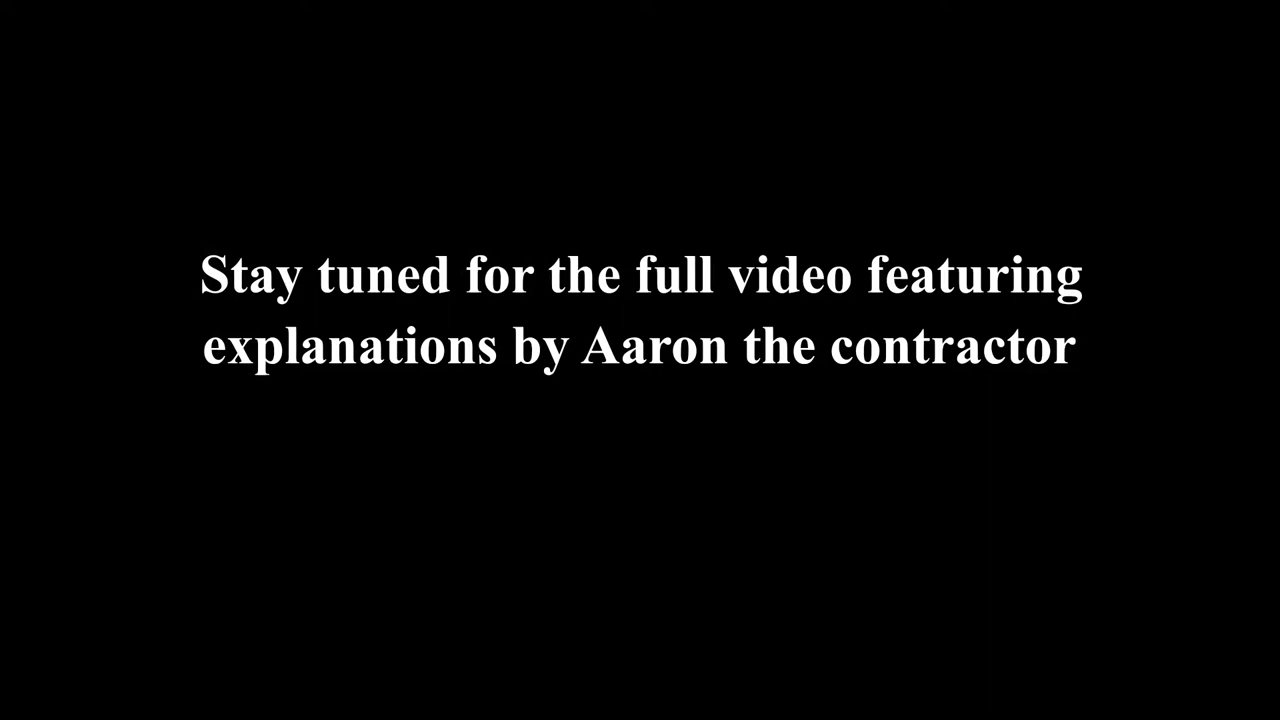 Stay tuned for the full video featuring
explanations by Aaron the contractor